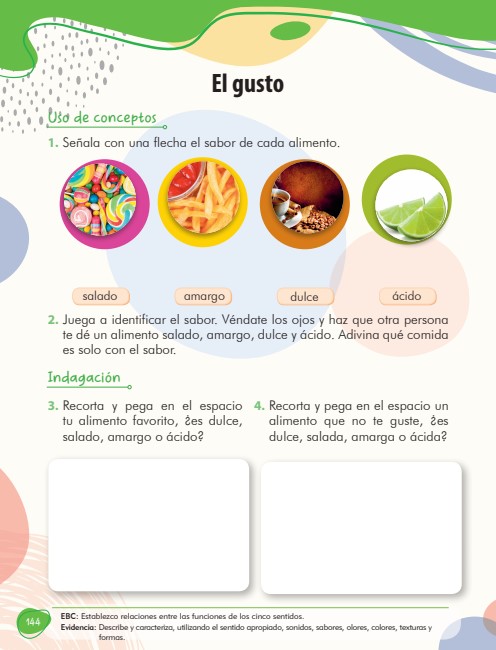 El gusto
Uso de conceptos
1. Señala con una flecha el sabor de cada alimento.
salado
amargo
dulce
ácido
2. Juega a identificar el sabor. Véndate los ojos y haz que otra persona
te dé un alimento salado, amargo, dulce y ácido. Adivina qué comida
es solo con el sabor.
Indagación
3. Recorta y pega en el espacio
tu alimento favorito, ¿es dulce,
salado, amargo o ácido?
4. Recorta y pega en el espacio un
alimento que no te guste, ¿es
dulce, salada, amarga o ácida?
144
EBC: Establezco relaciones entre las funciones de los cinco sentidos.
Evidencia: Describe y caracteriza, utilizando el sentido apropiado, sonidos, sabores, olores, colores, texturas y
formas.